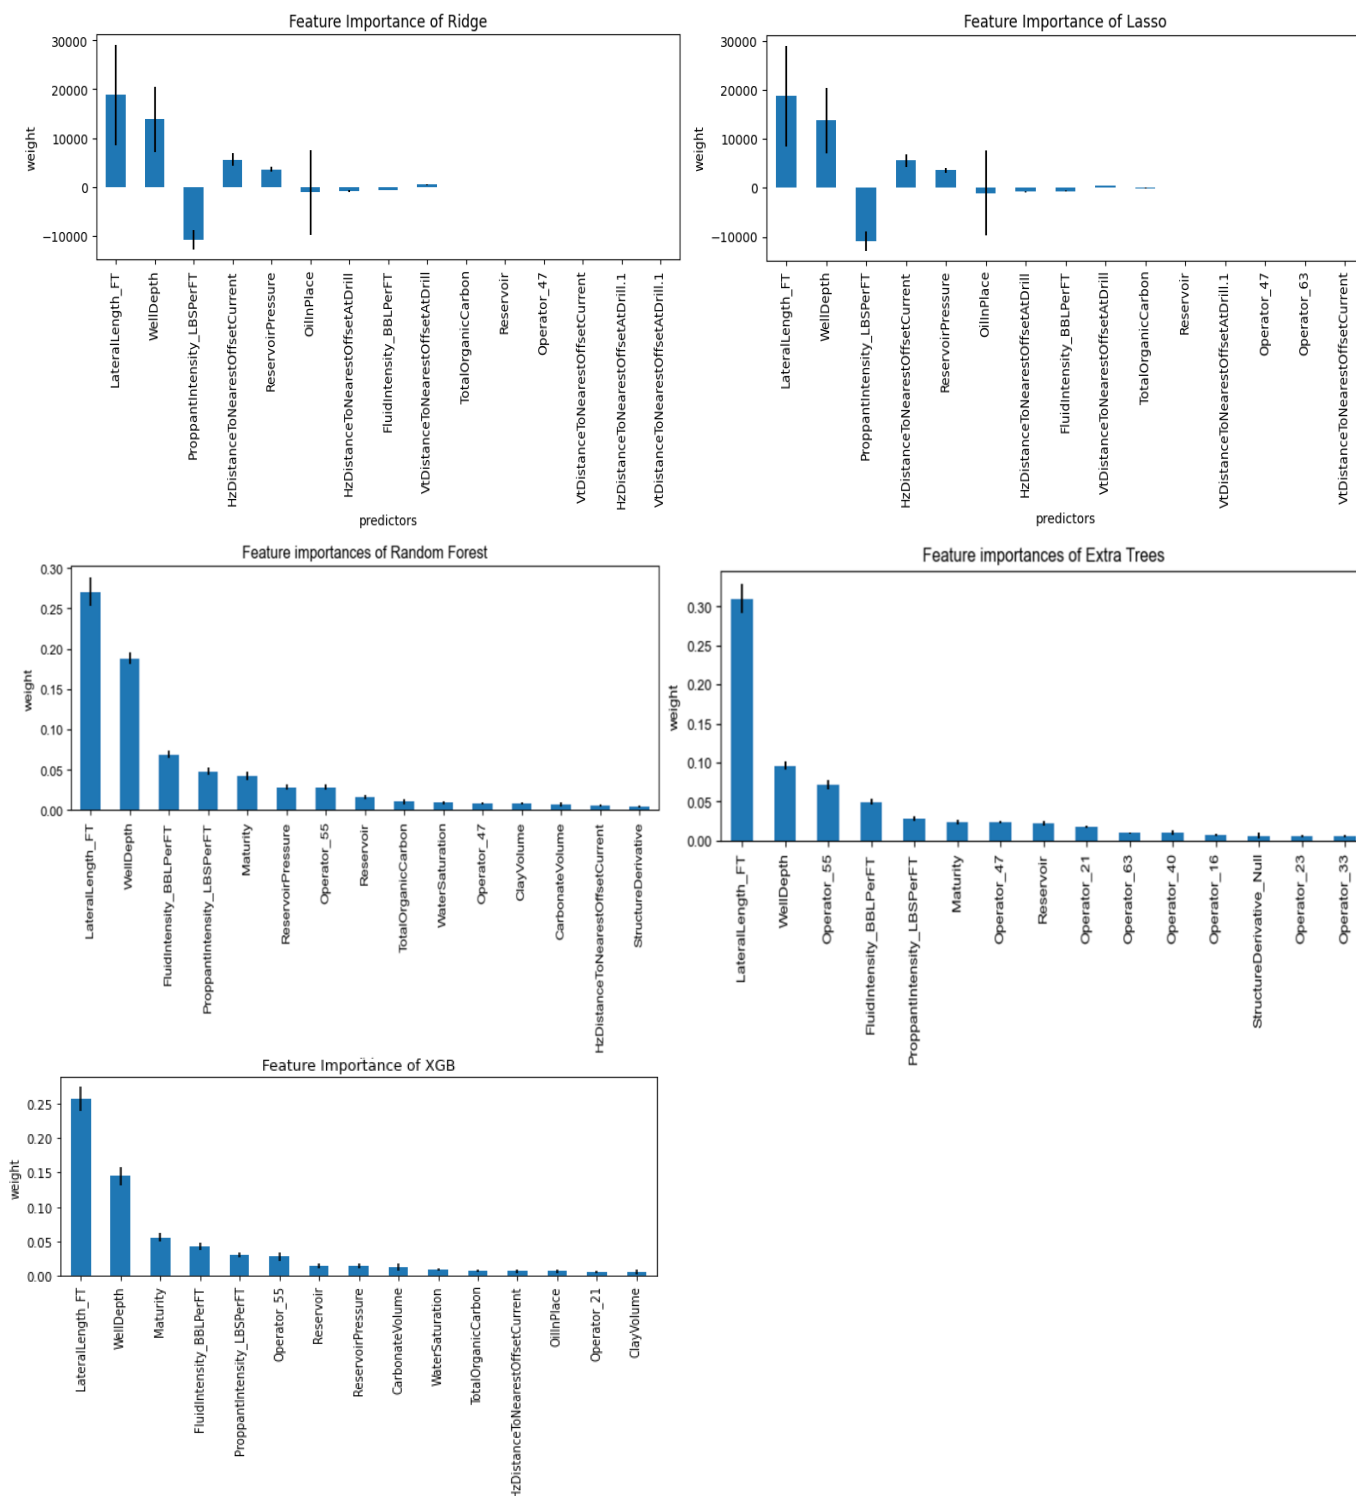 Feature Importance of Ridge
30000
20000
10000
0
−10000
weight
LateralLength_FT
WellDepth
ProppantIntensity_LBSPerFT
HzDistanceToNearestOffsetCurrent
ReservoirPressure
OilInPlace
HzDistanceToNearestOffsetAtDrill
FluidIntensity_BBLPerFT
VtDistanceToNearestOffsetAtDrill
TotalOrganicCarbon
Reservoir
Operator_47
VtDistanceToNearestOffsetCurrent
HzDistanceToNearestOffsetAtDrill.1
VtDistanceToNearestOffsetAtDrill.1
predictors
Feature Importance of Lasso
30000
20000
10000
0
−10000
weight
LateralLength_FT
WellDepth
ProppantIntensity_LBSPerFT
HzDistanceToNearestOffsetCurrent
ReservoirPressure
OilInPlace
HzDistanceToNearestOffsetAtDrill
FluidIntensity_BBLPerFT
VtDistanceToNearestOffsetAtDrill
TotalOrganicCarbon
Reservoir
VtDistanceToNearestOffsetAtDrill.1
Operator_47
Operator_63
VtDistanceToNearestOffsetCurrent
predictors
Feature importances of Random Forest
0.30
0.25
0.20
0.15
0.10
0.05
0.00
weight
LateralLength_FT
WellDepth
FluidIntensity_BBLPerFT
ProppantIntensity_LBSPerFT
Maturity
ReservoirPressure
Operator_55
Reservoir
TotalOrganicCarbon
WaterSaturation
Operator_47
ClayVolume
CarbonateVolume
HzDistanceToNearestOffsetCurrent
StructureDerivative
Feature importances of Extra Trees
0.30
0.25
0.20
0.15
0.10
0.05
0.00
weight
LateralLength_FT
WellDepth
Operator_55
FluidIntensity_BBLPerFT
ProppantIntensity_LBSPerFT
Maturity
Operator_47
Reservoir
Operator_21
Operator_63
Operator_40
Operator_16
StructureDerivative_Null
Operator_23
Operator_33
Feature Importance of XGB
0.25
0.20
0.15
0.10
0.05
0.00
weight
LateralLength_FT
WellDepth
Maturity
FluidIntensity_BBLPerFT
ProppantIntensity_LBSPerFT
Operator_55
Reservoir
ReservoirPressure
CarbonateVolume
WaterSaturation
TotalOrganicCarbon
HzDistanceToNearestOffsetCurrent
OilInPlace
Operator_21
ClayVolume